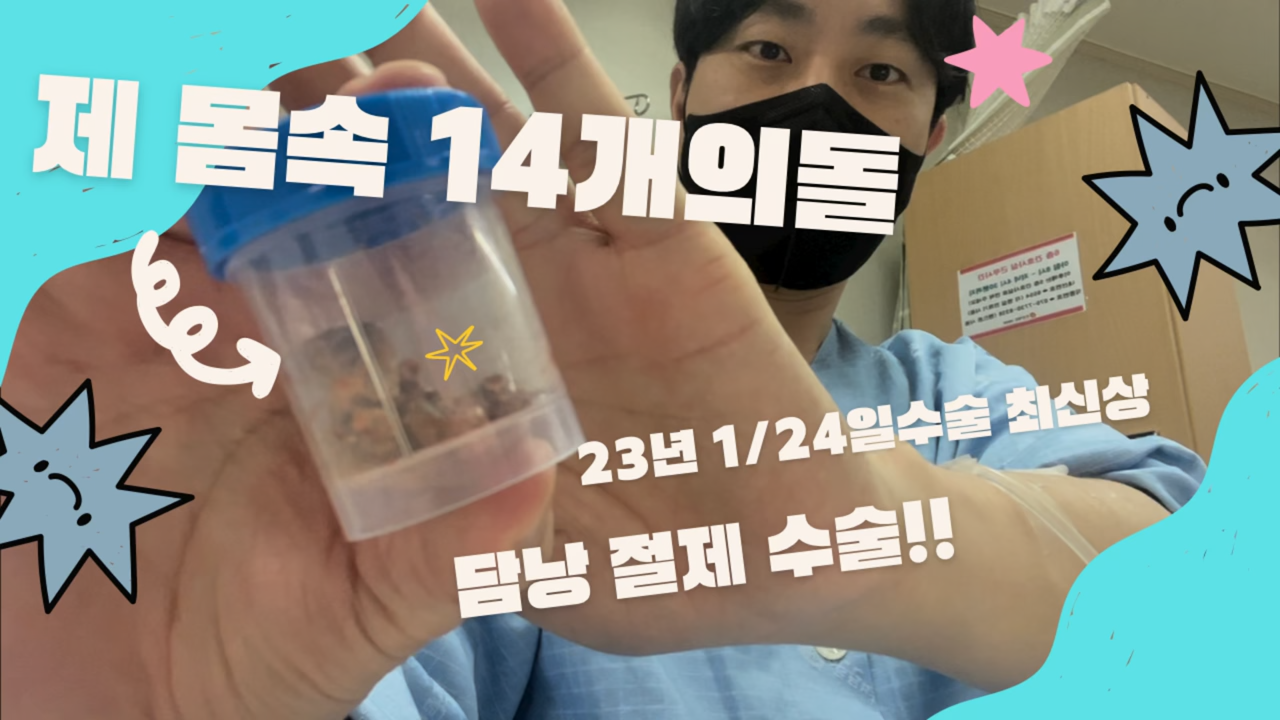 제 몸속 14개의돌
23년 1/24일수술 최신상
담낭 절제 수술!!